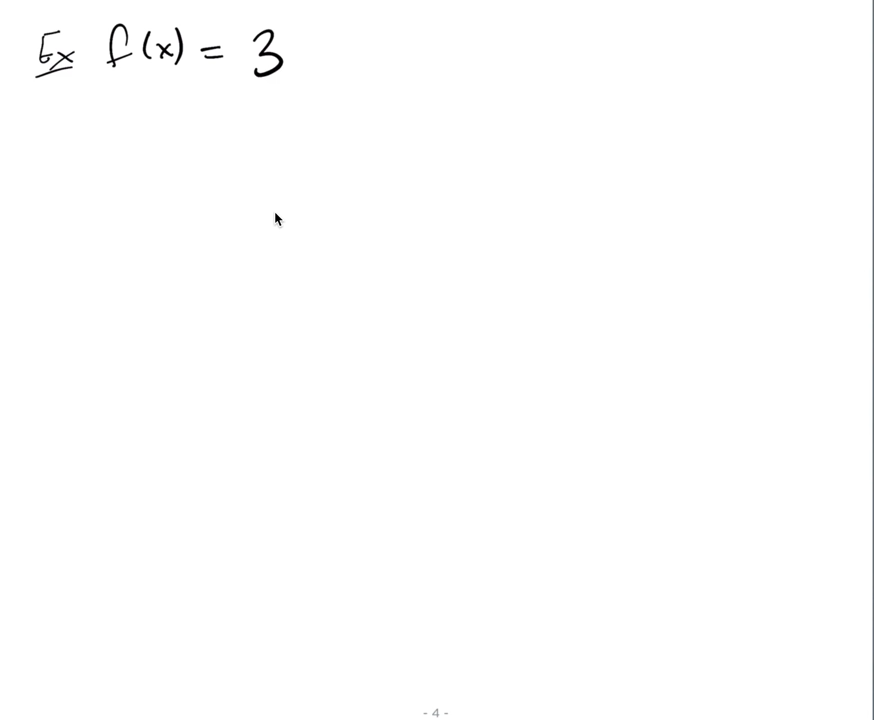 Ex f(x) = 3
- 4 -